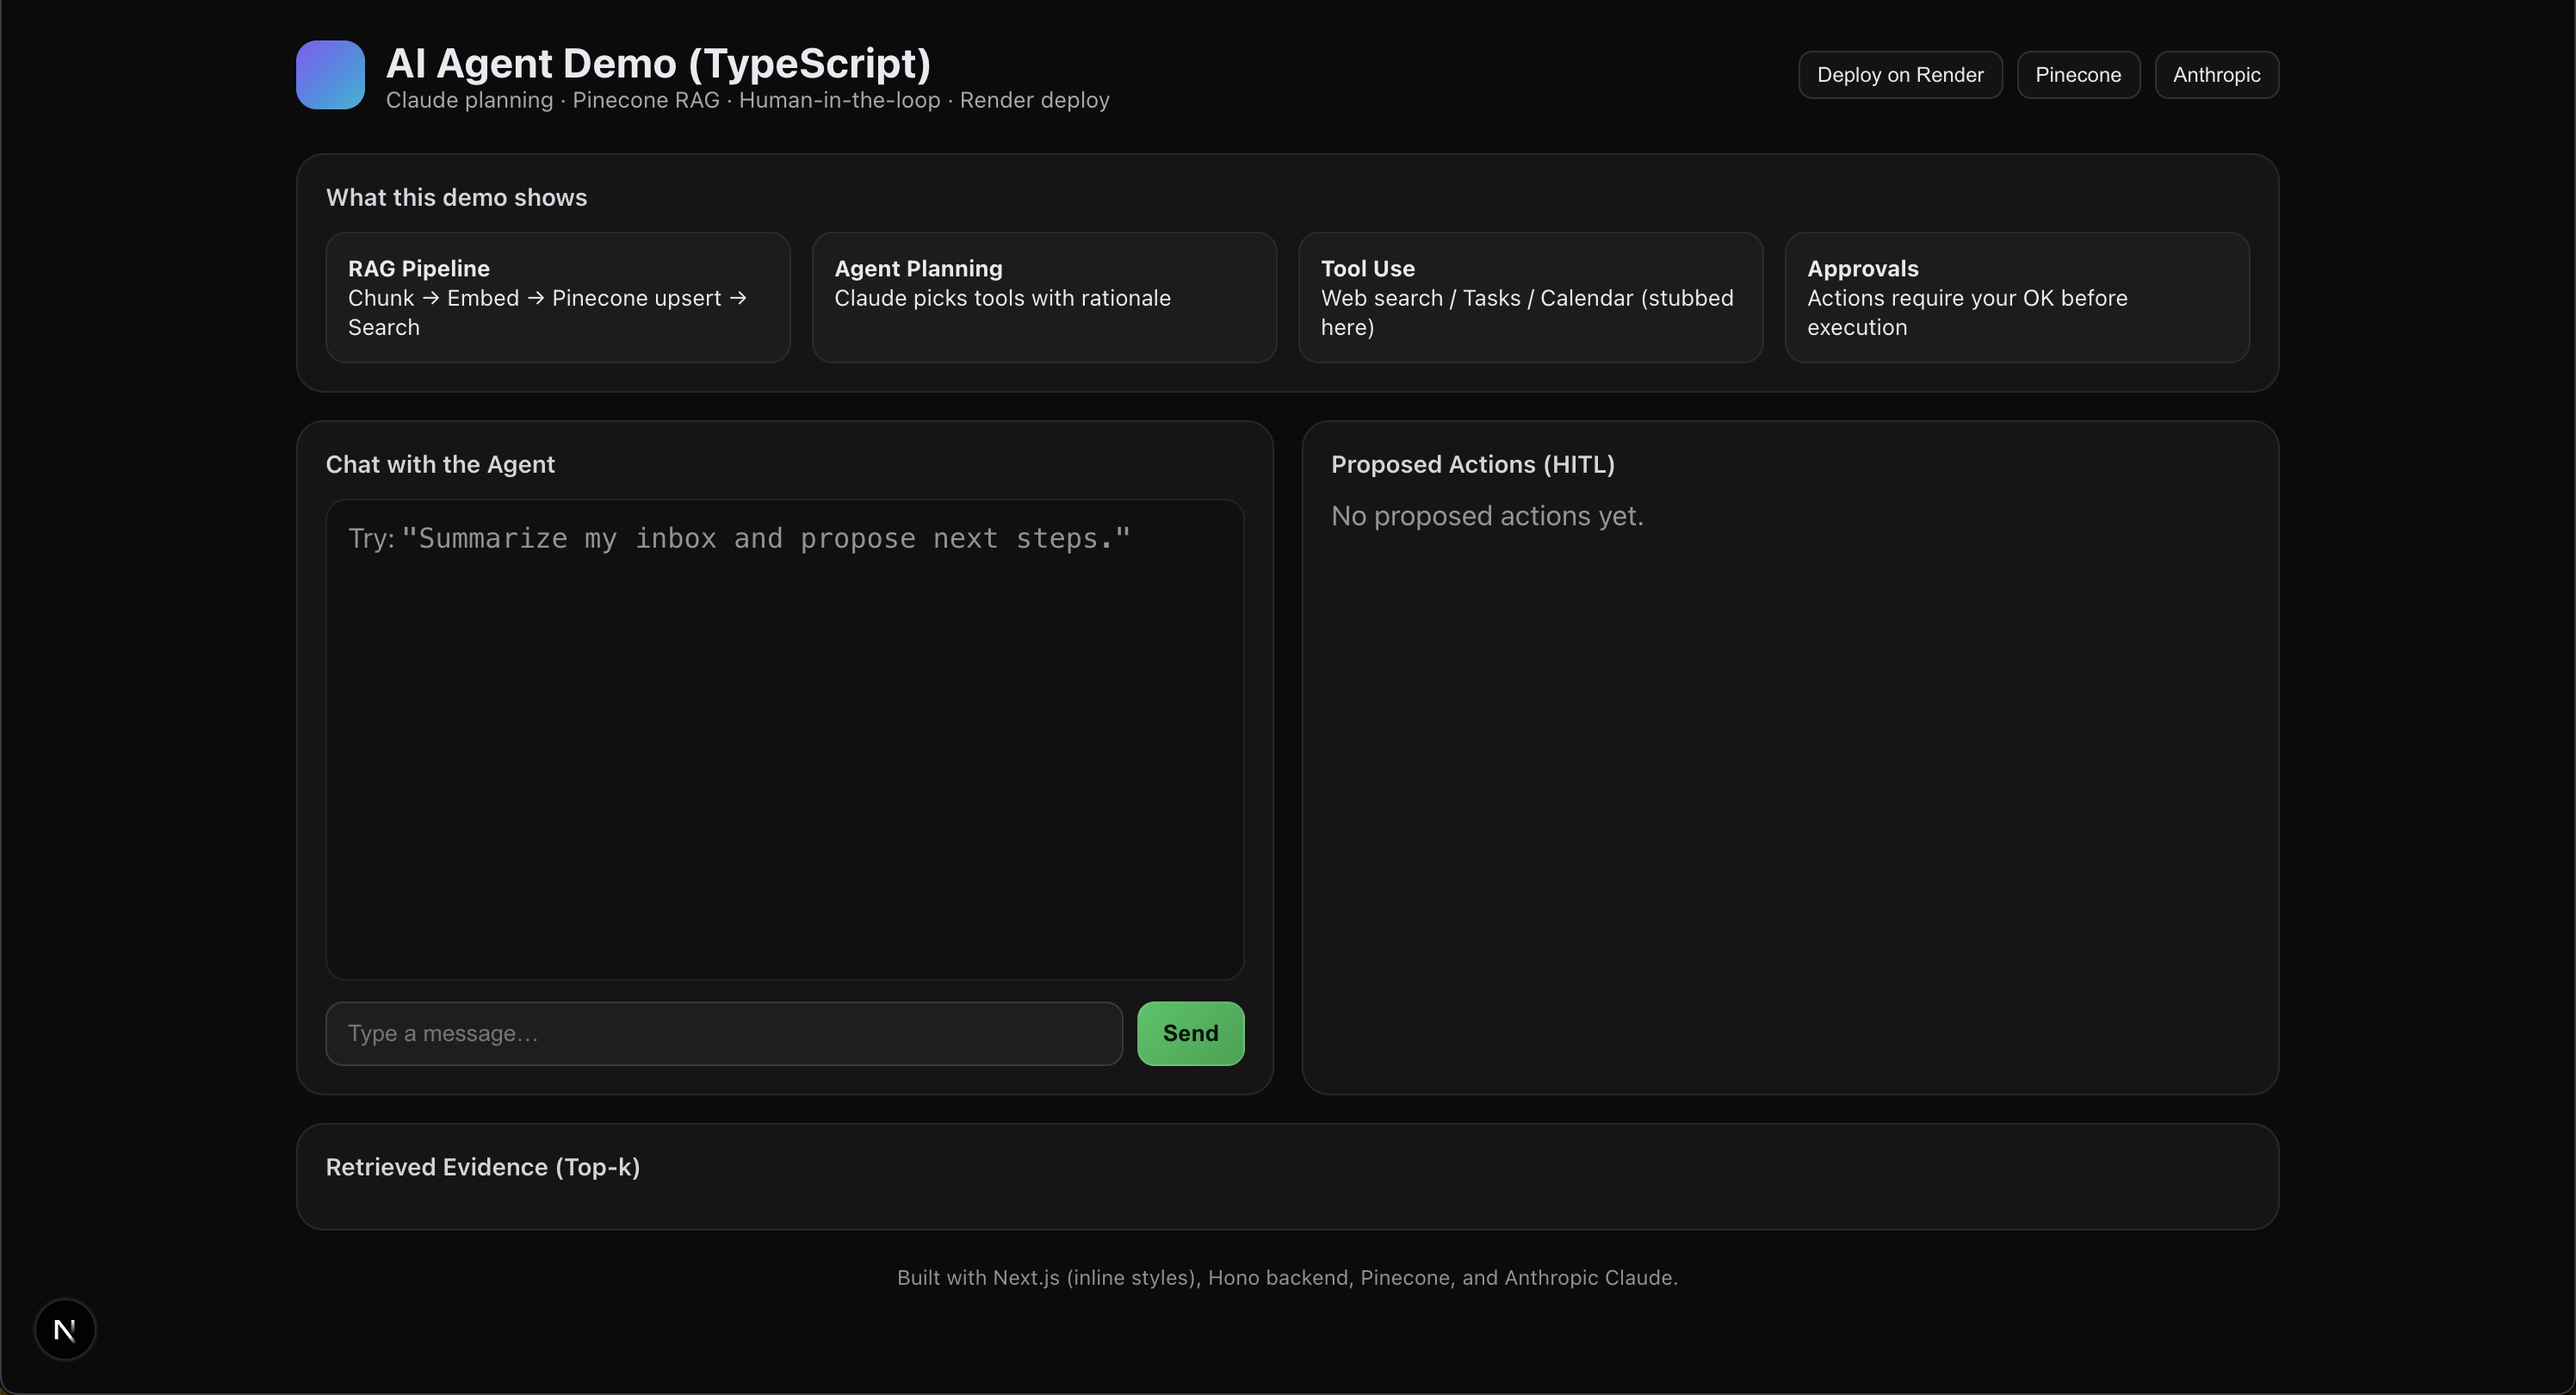 AI Agent Demo (TypeScript)
Claude planning · Pinecone RAG · Human-in-the-loop · Render deploy
Deploy on Render
Pinecone
Anthropic
What this demo shows
RAG Pipeline
Chunk → Embed → Pinecone upsert →
Search
Agent Planning
Claude picks tools with rationale
Tool Use
Web search / Tasks / Calendar (stubbed
here)
Approvals
Actions require your OK before
execution
Chat with the Agent
Try: "Summarize my inbox and propose next steps."
Type a message…
Send
Proposed Actions (HITL)
No proposed actions yet.
Retrieved Evidence (Top-k)
Built with Next.js (inline styles), Hono backend, Pinecone, and Anthropic Claude.
N